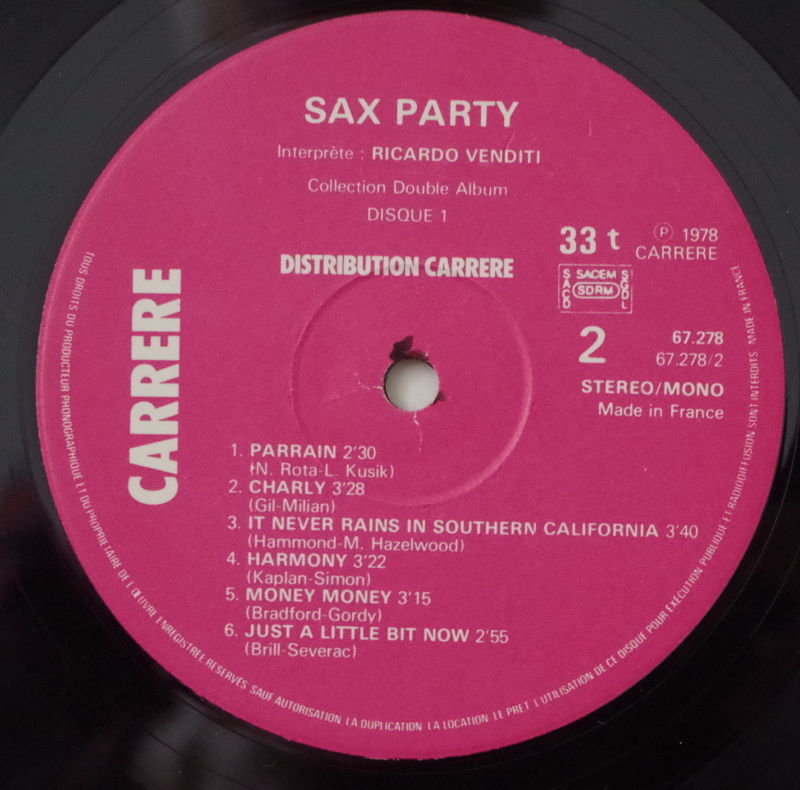 SAX PARTY
Interprète : RICARDO VENDITI
Collection Double Album
DISQUE 1
33 t
℗ 1978
CARRERE
DISTRIBUTION CARRERE
SACEM
SACD
SDRM
SGDL
CARRERE
2
67.278
67.278/2
STEREO/MONO
Made in France
1. PARRAIN 2'30
(N. Rota-L. Kusik)
2. CHARLY 3'28
(Gil-Milian)
3. IT NEVER RAINS IN SOUTHERN CALIFORNIA 3'40
(Hammond-M. Hazelwood)
4. HARMONY 3'22
(Kaplan-Simon)
5. MONEY MONEY 3'15
(Bradford-Gordy)
6. JUST A LITTLE BIT NOW 2'55
(Brill-Severac)
TOUS DROITS DU PRODUCTEUR PHONOGRAPHIQUE ET DU PROPRIETAIRE DE L'ŒUVRE ENREGISTREE RESERVES SAUF AUTORISATION LA DUPLICATION LA LOCATION LE PRET L'UTILISATION DE CE DISQUE POUR EXECUTION PUBLIQUE ET RADIODIFFUSION SONT INTERDITS MADE IN FRANCE